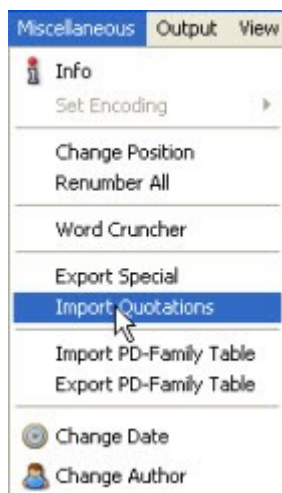 Miscellaneous Output View
Info
Set Encoding
Change Position
Renumber All
Word Cruncher
Export Special
Import Quotations
Import PD-Family Table
Export PD-Family Table
Change Date
Change Author